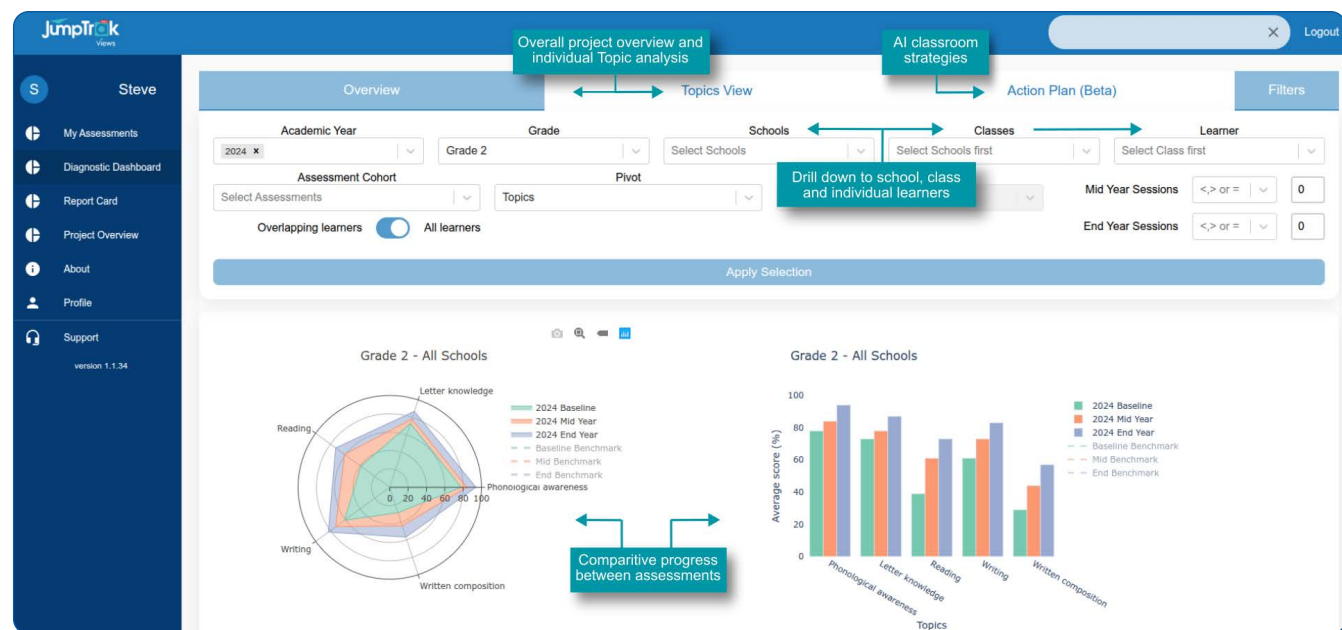 JumpTrak
Views
Logout
Overall project overview and
individual Topic analysis
AI classroom
strategies
S
Steve
Overview
Topics View
Action Plan (Beta)
Filters
My Assessments
Diagnostic Dashboard
Report Card
Project Overview
About
Profile
Support
version 1.1.34
Academic Year
Grade
Schools
Classes
Learner
2024 ×
Grade 2
Select Schools
Select Schools first
Select Class first
Drill down to school, class
and individual learners
Assessment Cohort
Pivot
Select Assessments
Topics
Mid Year Sessions
<,> or =
0
Overlapping learners
All learners
End Year Sessions
<,> or =
0
Apply Selection
Grade 2 - All Schools
Letter knowledge
Reading
Phonological awareness
Writing
Written composition
0 20 40 60 80 100
2024 Baseline
2024 Mid Year
2024 End Year
Baseline Benchmark
Mid Benchmark
End Benchmark
Comparitive progress
between assessments
Grade 2 - All Schools
Average score (%)
100
80
60
40
20
0
Phonological awareness
Letter knowledge
Reading
Writing
Written composition
Topics
2024 Baseline
2024 Mid Year
2024 End Year
Baseline Benchmark
Mid Benchmark
End Benchmark